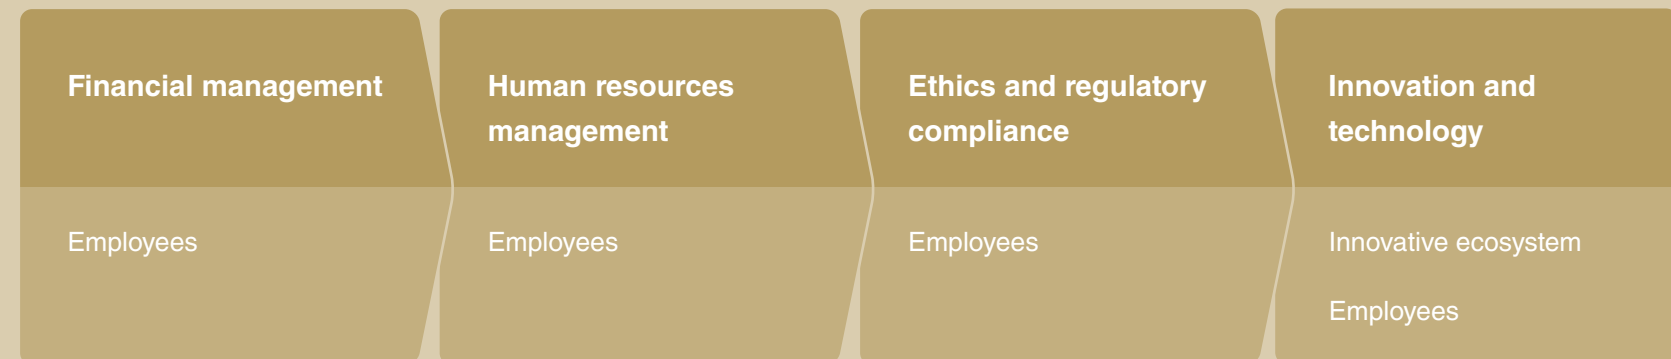 Financial management
Employees
Human resources
management
Employees
Ethics and regulatory
compliance
Employees
Innovation and
technology
Innovative ecosystem
Employees